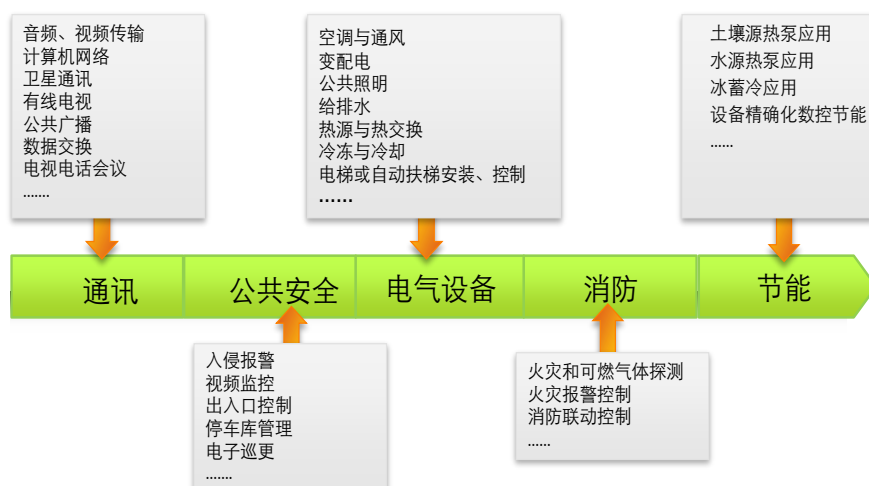 音频、视频传输
计算机网络
卫星通讯
有线电视
公共广播
数据交换
电视电话会议
.......
空调与通风
变配电
公共照明
给排水
热源与热交换
冷冻与冷却
电梯或自动扶梯安装、控制
......
土壤源热泵应用
水源热泵应用
冰蓄冷应用
设备精确化数控节能
......
通讯
公共安全
电气设备
消防
节能
入侵报警
视频监控
出入口控制
停车库管理
电子巡更
.......
火灾和可燃气体探测
火灾报警控制
消防联动控制
......